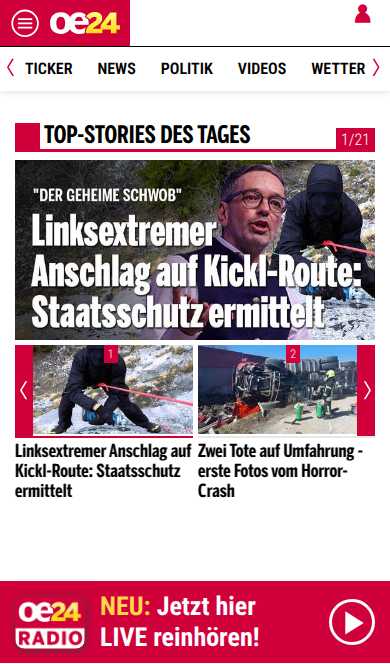 oe24
TICKER NEWS POLITIK VIDEOS WETTER
TOP-STORIES DES TAGES
1/21
"DER GEHEIME SCHWOB"
Linksextremer
Anschlag auf Kickl-Route:
Staatsschutz ermittelt
1
2
Linksextremer Anschlag auf
Kickl-Route: Staatsschutz
ermittelt
Zwei Tote auf Umfahrung -
erste Fotos vom Horror-
Crash
oe24
RADIO
NEU: Jetzt hier
LIVE reinhören!